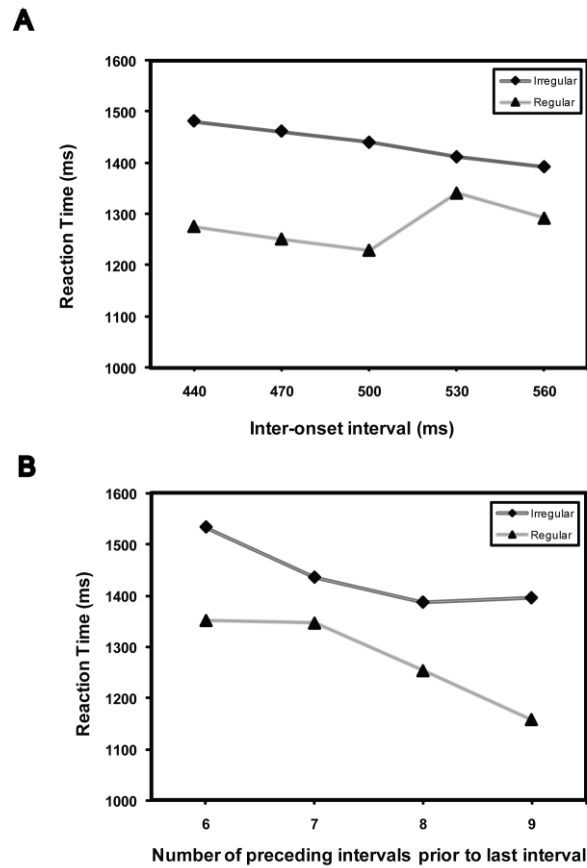 A
1600
1500
1400
1300
1200
1100
1000
Reaction Time (ms)
Irregular
Regular
440 470 500 530 560
Inter-onset interval (ms)
B
1600
1500
1400
1300
1200
1100
1000
Reaction Time (ms)
Irregular
Regular
6 7 8 9
Number of preceding intervals prior to last interval